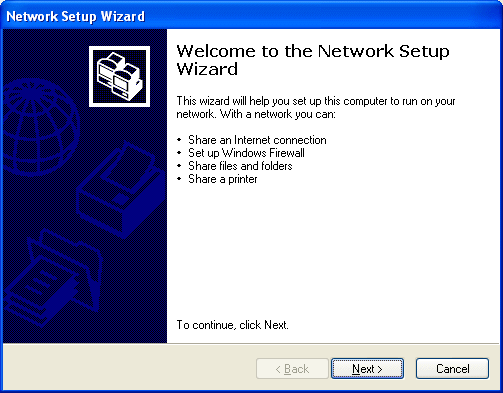 Network Setup Wizard
Welcome to the Network Setup
Wizard
This wizard will help you set up this computer to run on your
network. With a network you can:
• Share an Internet connection
• Set up Windows Firewall
• Share files and folders
• Share a printer
To continue, click Next.
< Back
Next >
Cancel